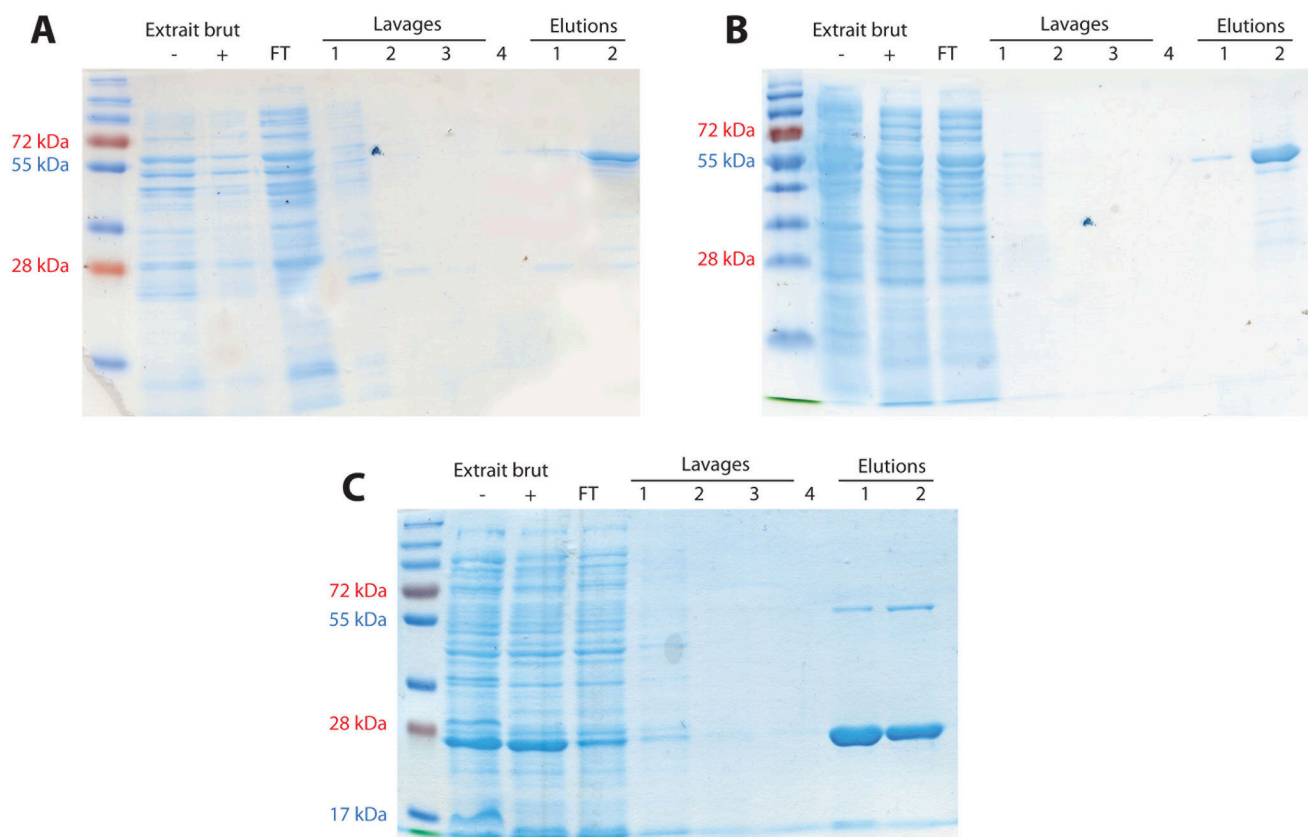 A
Extrait brut
Lavages
Elutions
- + FT 1 2 3 4 1 2
72 kDa
55 kDa
28 kDa
B
Extrait brut
Lavages
Elutions
- + FT 1 2 3 4 1 2
72 kDa
55 kDa
28 kDa
C
Extrait brut
Lavages
Elutions
- + FT 1 2 3 4 1 2
72 kDa
55 kDa
28 kDa
17 kDa